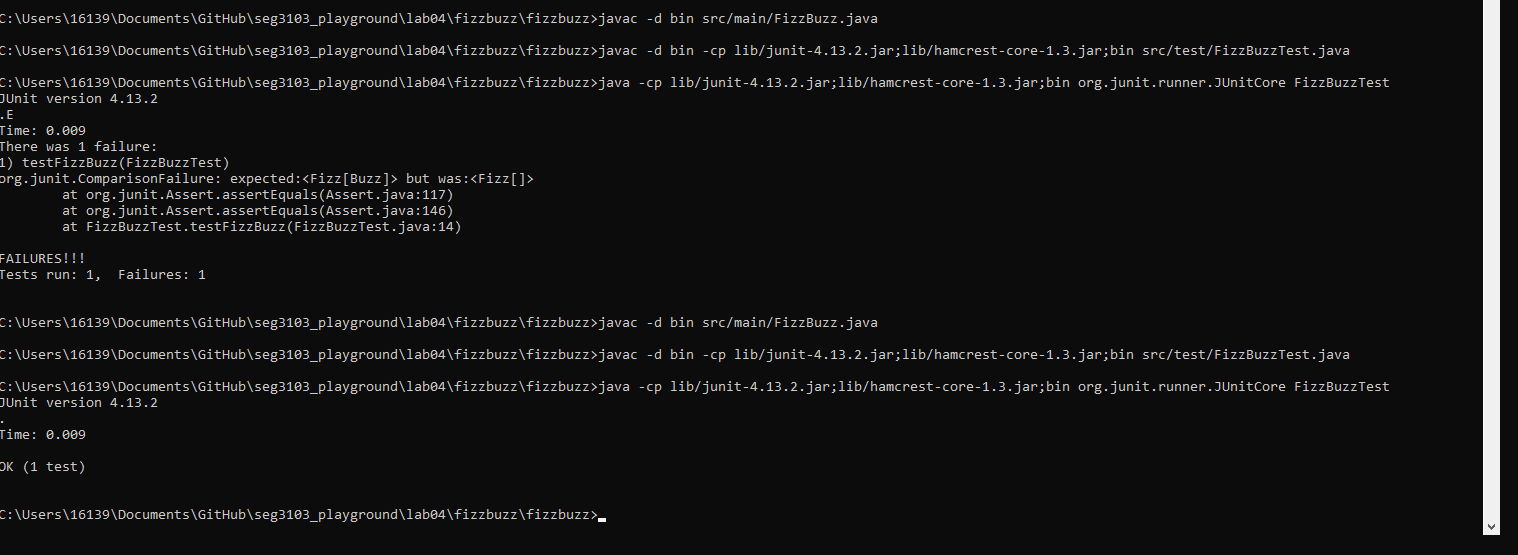 C:\Users\16139\Documents\GitHub\seg3103_playground\lab04\fizzbuzz\fizzbuzz>javac -d bin src/main/FizzBuzz.java
C:\Users\16139\Documents\GitHub\seg3103_playground\lab04\fizzbuzz\fizzbuzz>javac -d bin -cp lib/junit-4.13.2.jar;lib/hamcrest-core-1.3.jar;bin src/test/FizzBuzzTest.java
C:\Users\16139\Documents\GitHub\seg3103_playground\lab04\fizzbuzz\fizzbuzz>java -cp lib/junit-4.13.2.jar;lib/hamcrest-core-1.3.jar;bin org.junit.runner.JUnitCore FizzBuzzTest
JUnit version 4.13.2
.E
Time: 0.009
There was 1 failure:
1) testFizzBuzz(FizzBuzzTest)
org.junit.ComparisonFailure: expected:<Fizz[Buzz]> but was:<Fizz[]>
        at org.junit.Assert.assertEquals(Assert.java:117)
        at org.junit.Assert.assertEquals(Assert.java:146)
        at FizzBuzzTest.testFizzBuzz(FizzBuzzTest.java:14)
FAILURES!!!
Tests run: 1,  Failures: 1
C:\Users\16139\Documents\GitHub\seg3103_playground\lab04\fizzbuzz\fizzbuzz>javac -d bin src/main/FizzBuzz.java
C:\Users\16139\Documents\GitHub\seg3103_playground\lab04\fizzbuzz\fizzbuzz>javac -d bin -cp lib/junit-4.13.2.jar;lib/hamcrest-core-1.3.jar;bin src/test/FizzBuzzTest.java
C:\Users\16139\Documents\GitHub\seg3103_playground\lab04\fizzbuzz\fizzbuzz>java -cp lib/junit-4.13.2.jar;lib/hamcrest-core-1.3.jar;bin org.junit.runner.JUnitCore FizzBuzzTest
JUnit version 4.13.2
.
Time: 0.009
OK (1 test)
C:\Users\16139\Documents\GitHub\seg3103_playground\lab04\fizzbuzz\fizzbuzz>